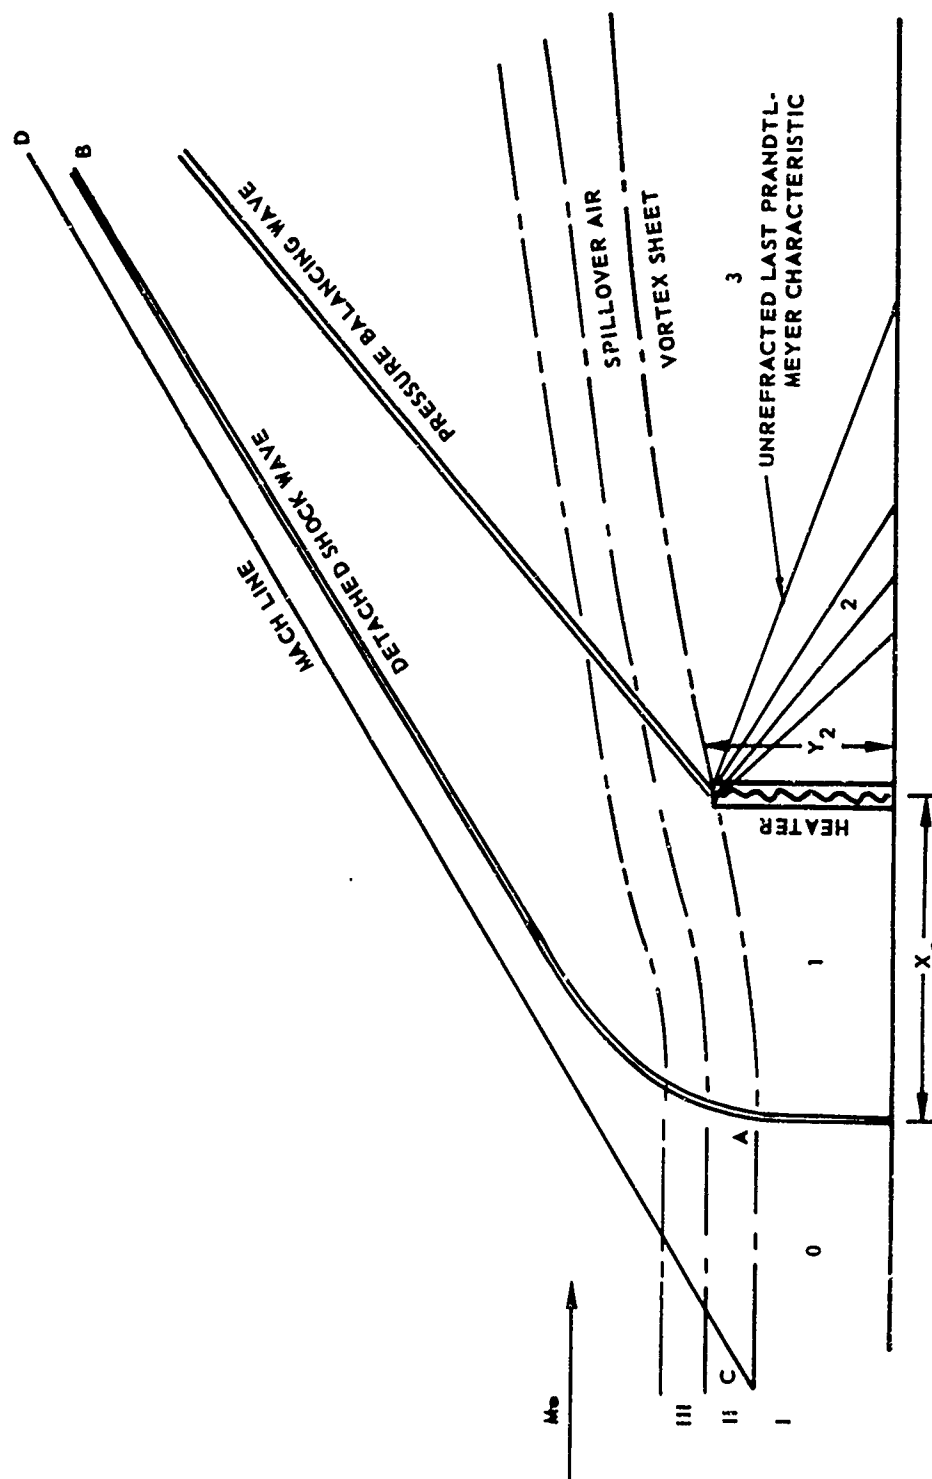 D
B
PRESSURE BALANCING WAVE
DETACHED SHOCK WAVE
MACH LINE
SPILLOVER AIR
VORTEX SHEET
3
UNREFRACTED LAST PRANDTL-
MEYER CHARACTERISTIC
2
Y2
HEATER
1
X
A
0
C
III
II
I